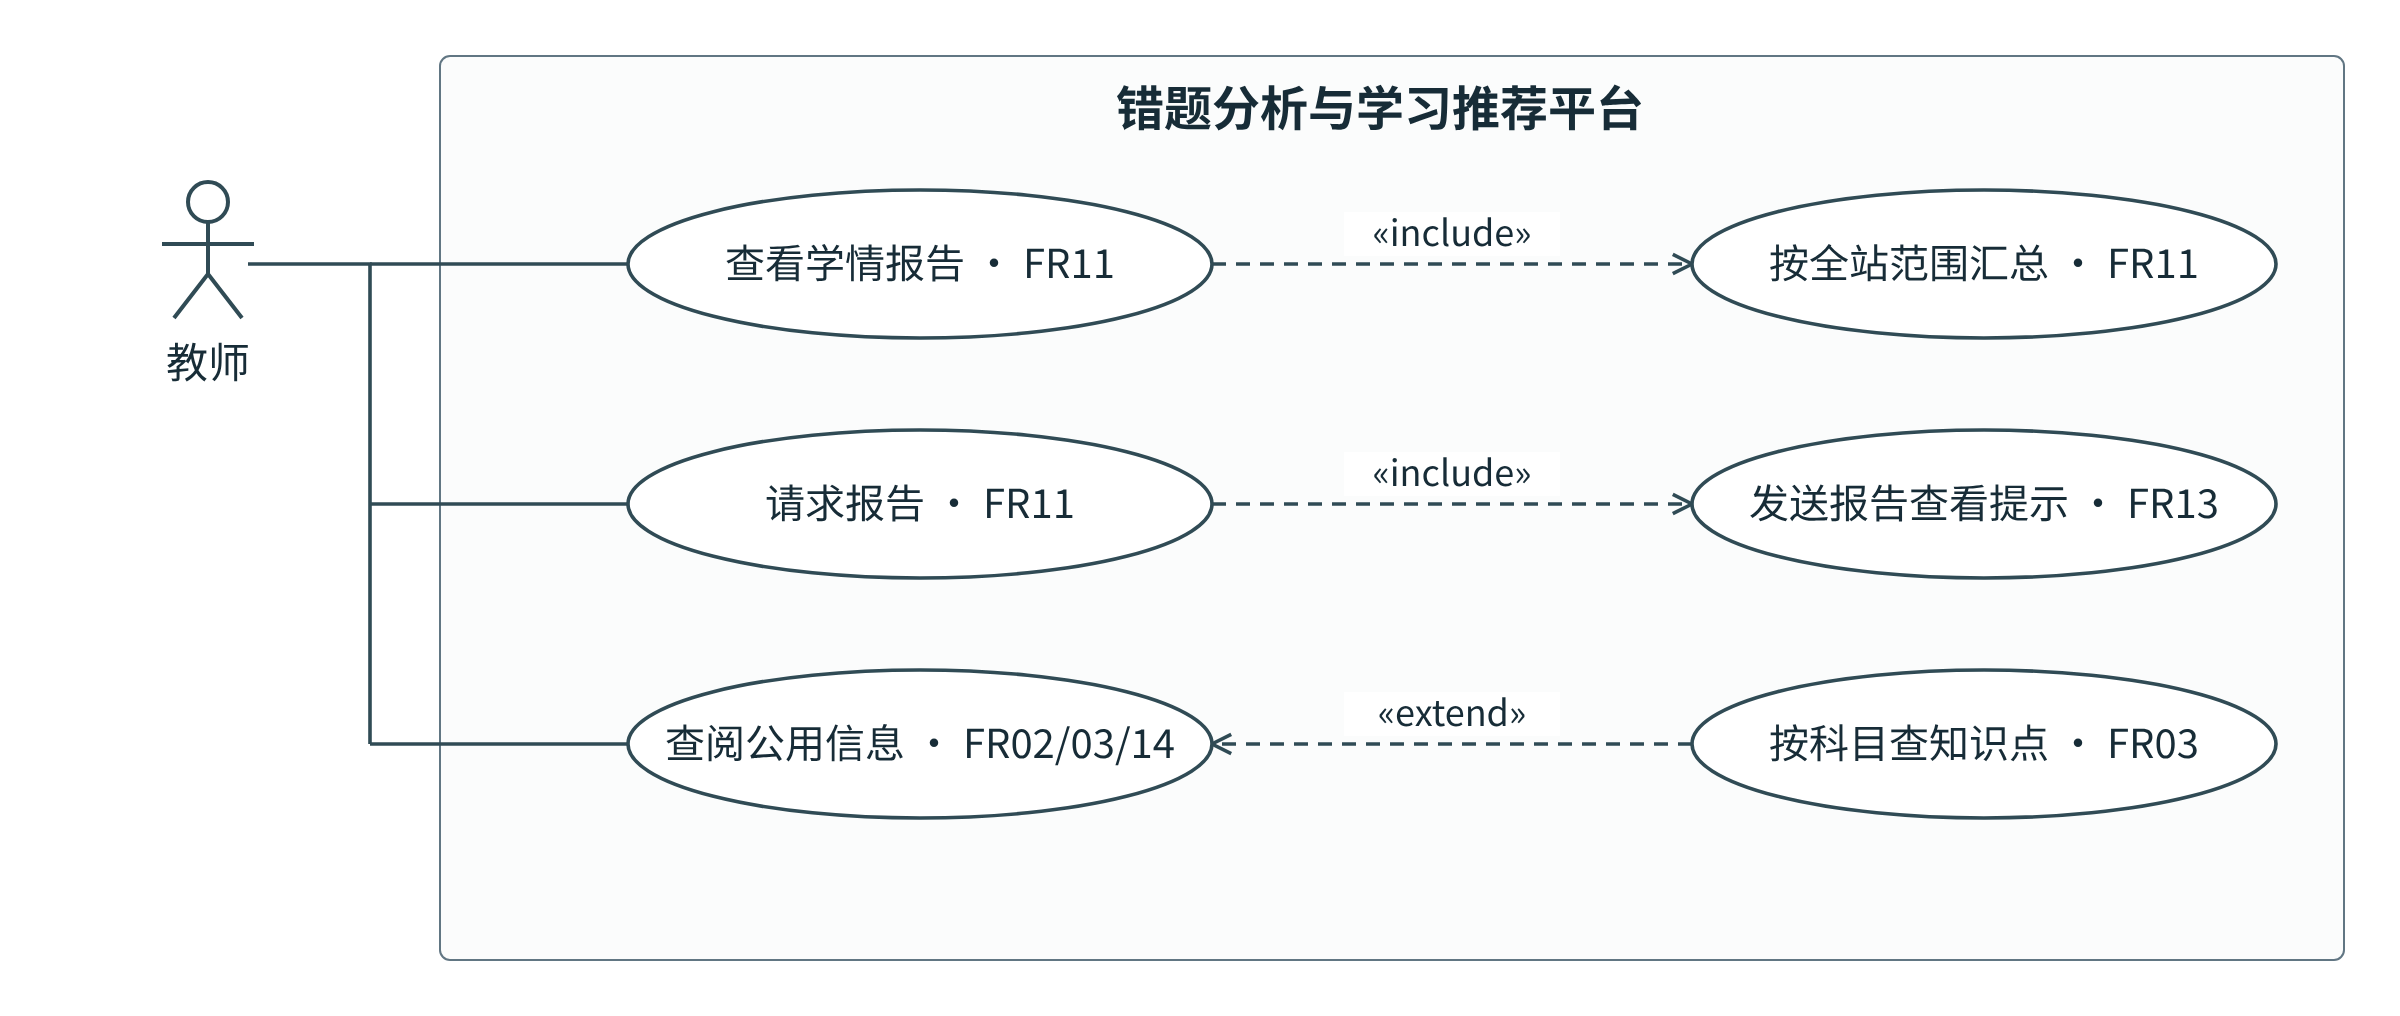 错题分析与学习推荐平台
教师
查看学情报告 · FR11
«include»
按全站范围汇总 · FR11
请求报告 · FR11
«include»
发送报告查看提示 · FR13
查阅公用信息 · FR02/03/14
«extend»
按科目查知识点 · FR03